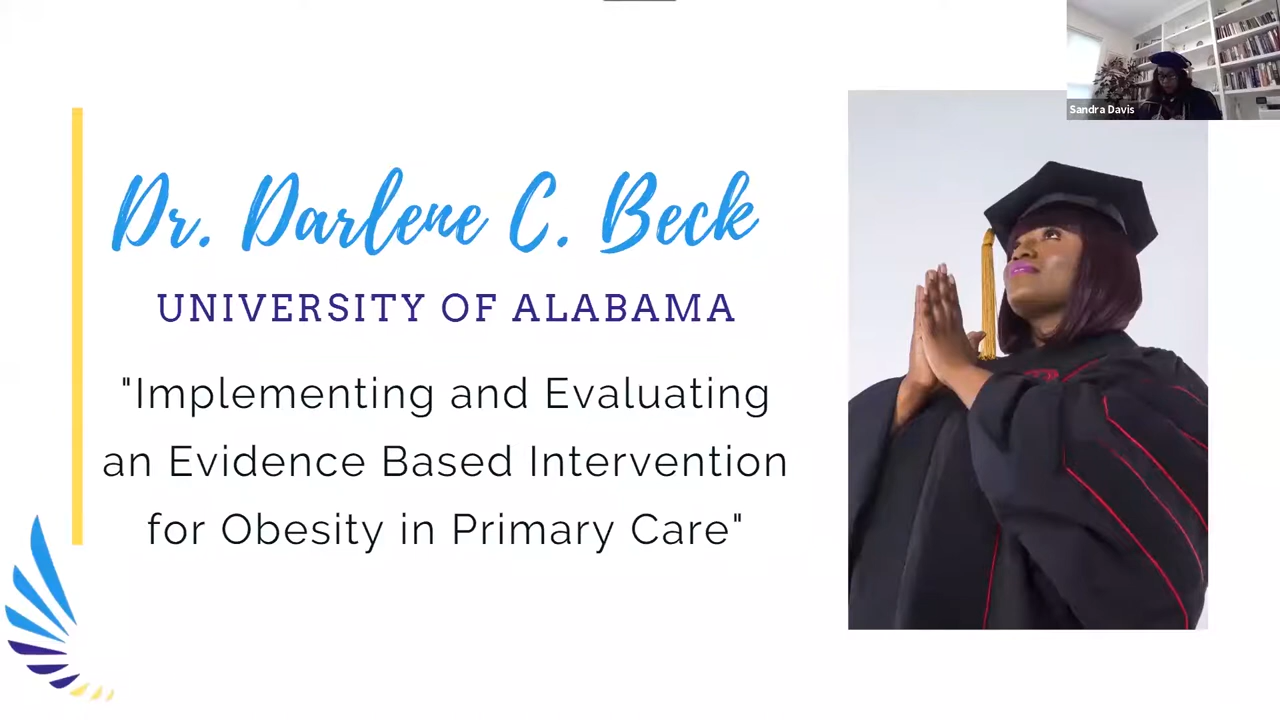 Sandra Davis
Dr. Darlene C. Beck
UNIVERSITY OF ALABAMA
"Implementing and Evaluating
an Evidence Based Intervention
for Obesity in Primary Care"